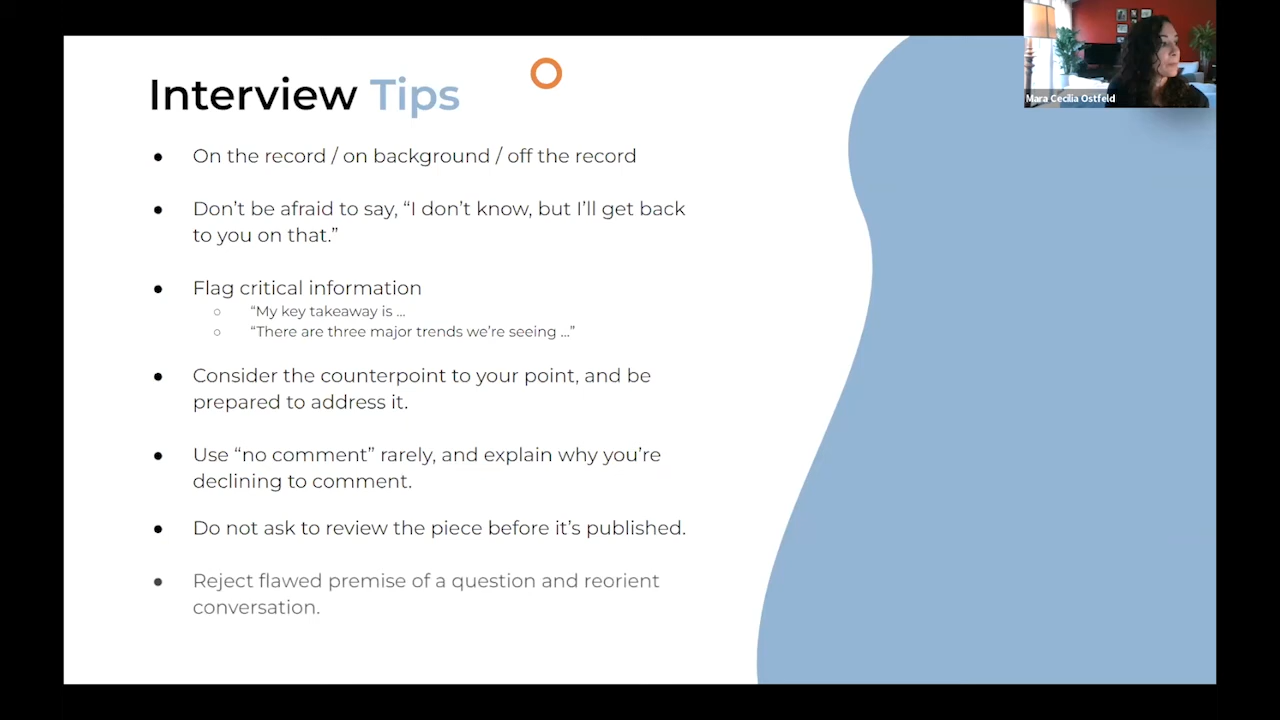 Mara Cecilia Ostfeld
Interview Tips
● On the record / on background / off the record
● Don’t be afraid to say, “I don’t know, but I’ll get back
to you on that.”
● Flag critical information
○ “My key takeaway is ...
○ “There are three major trends we’re seeing ...”
● Consider the counterpoint to your point, and be
prepared to address it.
● Use “no comment” rarely, and explain why you’re
declining to comment.
● Do not ask to review the piece before it’s published.
● Reject flawed premise of a question and reorient
conversation.